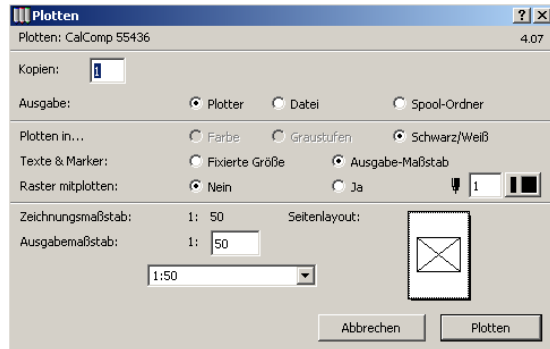 Plotten
Plotten: CalComp 55436 4.07
Kopien: 1
Ausgabe: Plotter Datei Spool-Ordner
Plotten in... Farbe Graustufen Schwarz/Weiß
Texte & Marker: Fixierte Größe Ausgabe-Maßstab
Raster mitplotten: Nein Ja 1
Zeichnungsmaßstab: 1: 50 Seitenlayout:
Ausgabemaßstab: 1: 50
1:50
Abbrechen Plotten